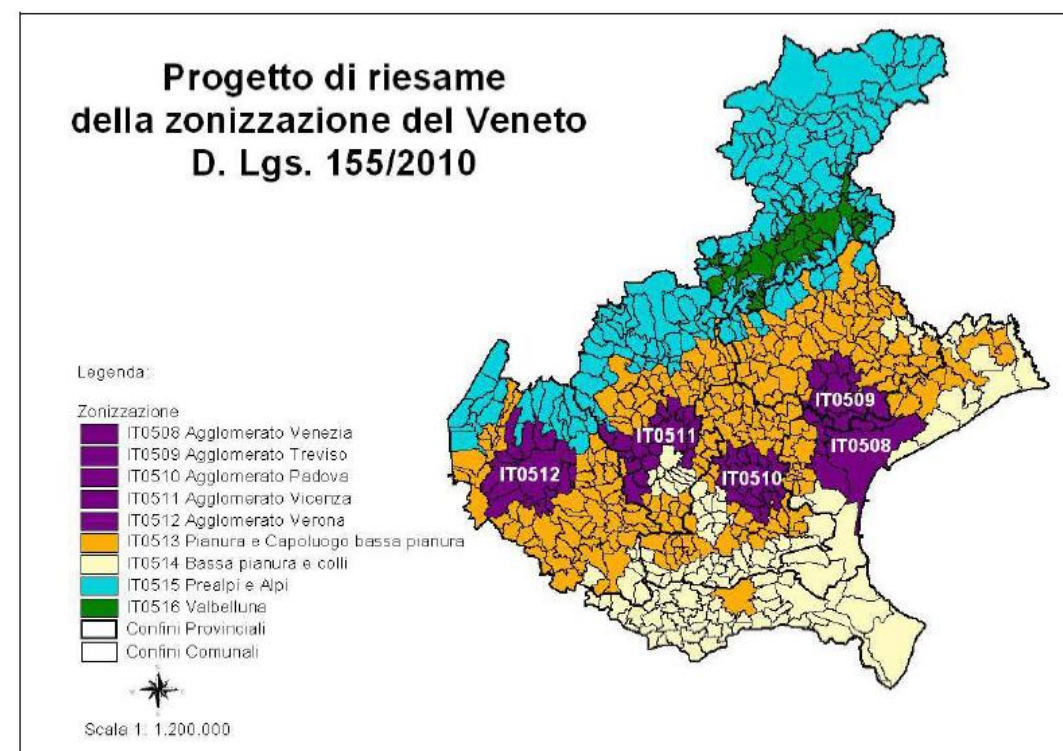 Progetto di riesame
della zonizzazione del Veneto
D. Lgs. 155/2010
Legenda:
Zonizzazione
IT0508 Agglomerato Venezia
IT0509 Agglomerato Treviso
IT0510 Agglomerato Padova
IT0511 Agglomerato Vicenza
IT0512 Agglomerato Verona
IT0513 Pianura e Capoluogo bassa pianura
IT0514 Bassa pianura e colli
IT0515 Prealpi e Alpi
IT0516 Valbelluna
Confini Provinciali
Confini Comunali
Scala 1: 1.200.000
IT0509
IT0511
IT0508
IT0512
IT0510